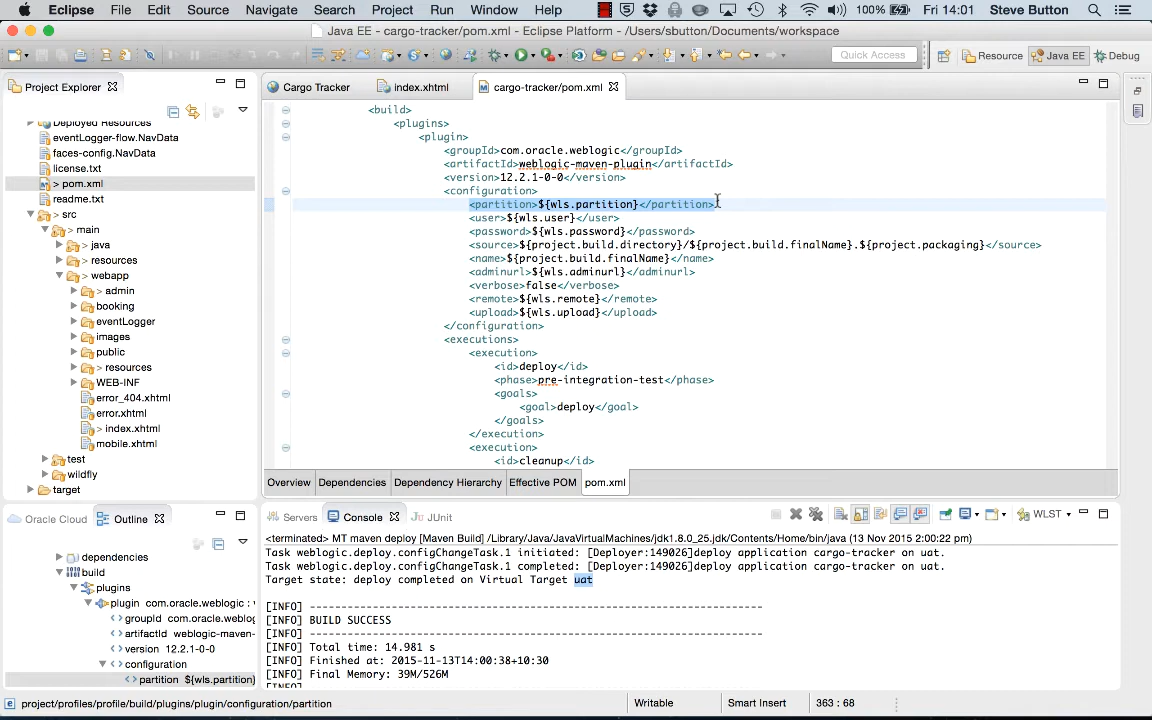 Eclipse File Edit Source Navigate Search Project Run Window Help 100% Fri 14:01 Steve Button
Java EE - cargo-tracker/pom.xml - Eclipse Platform - /Users/sbutton/Documents/workspace
Quick Access Resource Java EE Debug
Project Explorer
Deployed Resources
eventLogger-flow.NavData
faces-config.NavData
license.txt
> pom.xml
readme.txt
> src
> main
> java
> resources
> webapp
> admin
booking
eventLogger
images
public
> resources
WEB-INF
error_404.xhtml
error.xhtml
> index.xhtml
mobile.xhtml
test
wildfly
target
Cargo Tracker index.xhtml cargo-tracker/pom.xml
<build>
<plugins>
<plugin>
<groupId>com.oracle.weblogic</groupId>
<artifactId>weblogic-maven-plugin</artifactId>
<version>12.2.1-0-0</version>
<configuration>
<partition>${wls.partition}</partition>
<user>${wls.user}</user>
<password>${wls.password}</password>
<source>${project.build.directory}/${project.build.finalName}.${project.packaging}</source>
<name>${project.build.finalName}</name>
<adminurl>${wls.adminurl}</adminurl>
<verbose>false</verbose>
<remote>${wls.remote}</remote>
<upload>${wls.upload}</upload>
</configuration>
<executions>
<execution>
<id>deploy</id>
<phase>pre-integration-test</phase>
<goals>
<goal>deploy</goal>
</goals>
</execution>
<execution>
<id>cleanup</id>
Overview Dependencies Dependency Hierarchy Effective POM pom.xml
Oracle Cloud Outline
dependencies
build
plugins
plugin com.oracle.weblogic :
groupId com.oracle.weblog
artifactId weblogic-maven-
version 12.2.1-0-0
configuration
partition ${wls.partition}
Servers Console JUnit WLST
<terminated> MT maven deploy [Maven Build] /Library/Java/JavaVirtualMachines/jdk1.8.0_25.jdk/Contents/Home/bin/java (13 Nov 2015 2:00:22 pm)
Task weblogic.deploy.configChangeTask.1 initiated: [Deployer:149026]deploy application cargo-tracker on uat.
Task weblogic.deploy.configChangeTask.1 completed: [Deployer:149026]deploy application cargo-tracker on uat.
Target state: deploy completed on Virtual Target uat
[INFO] ------------------------------------------------------------------------
[INFO] BUILD SUCCESS
[INFO] ------------------------------------------------------------------------
[INFO] Total time: 14.981 s
[INFO] Finished at: 2015-11-13T14:00:38+10:30
[INFO] Final Memory: 39M/526M
project/profiles/profile/build/plugins/plugin/configuration/partition Writable Smart Insert 363 : 68